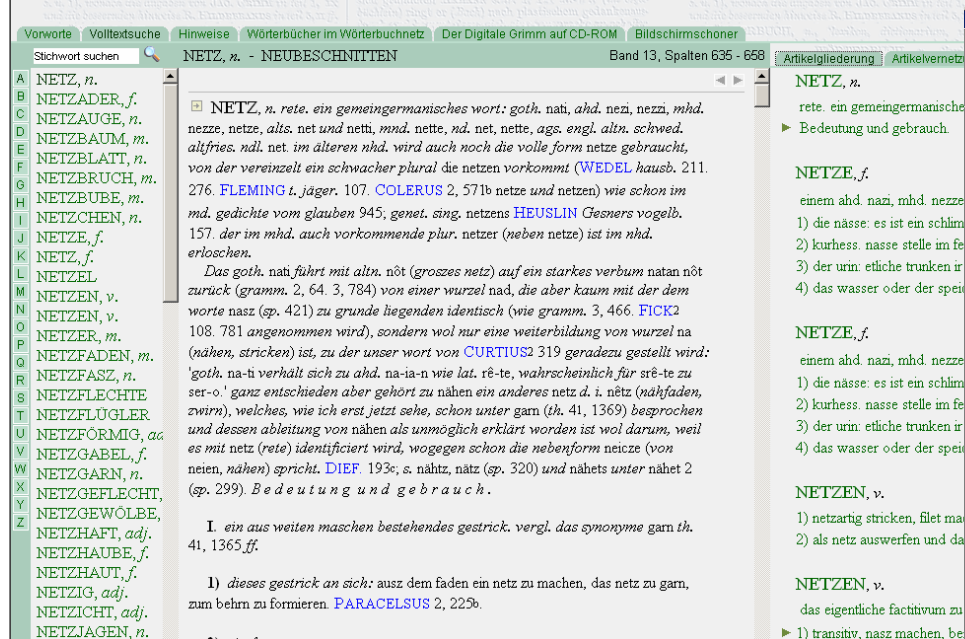 Vorworte Volltextsuche Hinweise Wörterbücher im Wörterbuchnetz Der Digitale Grimm auf CD-ROM Bildschirmschoner
Stichwort suchen
NETZ, n. - NEUBESCHNITTEN
Band 13, Spalten 635 - 658
Artikelgliederung Artikelvernetz
A
B
C
D
E
F
G
H
I
J
K
L
M
N
O
P
Q
R
S
T
U
V
W
X
Y
Z
NETZ, n.
NETZADER, f.
NETZAUGE, n.
NETZBAUM, m.
NETZBLATT, n.
NETZBRUCH, m.
NETZBUBE, m.
NETZCHEN, n.
NETZE, f.
NETZ, f.
NETZEL
NETZEN, v.
NETZEN, v.
NETZER, m.
NETZFADEN, m.
NETZFASZ, n.
NETZFLECHTE
NETZFLÜGLER
NETZFÖRMIG, ad
NETZGABEL, f.
NETZGARN, n.
NETZGEFLECHT,
NETZGEWÖLBE,
NETZHAFT, adj.
NETZHAUBE, f.
NETZHAUT, f.
NETZIG, adj.
NETZICHT, adj.
NETZJAGEN, n.
NETZ, n. rete. ein gemeingermanisches wort: goth. nati, ahd. nezi, nezzi, mhd.
nezze, netze, alts. net und netti, mnd. nette, nd. net, nette, ags. engl. altn. schwed.
altfries. ndl. net. im älteren nhd. wird auch noch die volle form netze gebraucht,
von der vereinzelt ein schwacher plural die netzen vorkommt (WEDEL hausb. 211.
276. FLEMING t. jäger. 107. COLERUS 2, 571b netze und netzen) wie schon im
md. gedichte vom glauben 945; genet. sing. netzens HEUSLIN Gesners vogelb.
157. der im mhd. auch vorkommende plur. netzer (neben netze) ist im nhd.
erloschen.
Das goth. nati führt mit altn. nôt (groszes netz) auf ein starkes verbum natan nôt
zurück (gramm. 2, 64. 3, 784) von einer wurzel nad, die aber kaum mit der dem
worte nasz (sp. 421) zu grunde liegenden identisch (wie gramm. 3, 466. FICK2
108. 781 angenommen wird), sondern wol nur eine weiterbildung von wurzel na
(nähen, stricken) ist, zu der unser wort von CURTIUS2 319 geradezu gestellt wird:
'goth. na-ti verhält sich zu ahd. na-ia-n wie lat. rê-te, wahrscheinlich für srê-te zu
ser-o.' ganz entschieden aber gehört zu nähen ein anderes netz d. i. nêtz (nähfaden,
zwirn), welches, wie ich erst jetzt sehe, schon unter garn (th. 41, 1369) besprochen
und dessen ableitung von nähen als unmöglich erklärt worden ist wol darum, weil
es mit netz (rete) identificiert wird, wogegen schon die nebenform neicze (von
neien, nähen) spricht. DIEF. 193c; s. nähtz, nätz (sp. 320) und nähets unter nähet 2
(sp. 299). Bedeutung und gebrauch.
I. ein aus weiten maschen bestehendes gestrick. vergl. das synonyme garn th.
41, 1365 ff.
1) dieses gestrick an sich: ausz dem faden ein netz zu machen, das netz zu garn,
zum behrn zu formieren. PARACELSUS 2, 225b.
NETZ, n.
rete. ein gemeingermanische
Bedeutung und gebrauch.
NETZE, f.
einem ahd. nazi, mhd. nezze
1) die nässe: es ist ein schlim
2) kurhess. nasse stelle im fe
3) der urin: etliche trunken ir
4) das wasser oder der speic
NETZE, f.
einem ahd. nazi, mhd. nezze
1) die nässe: es ist ein schlim
2) kurhess. nasse stelle im fe
3) der urin: etliche trunken ir
4) das wasser oder der speic
NETZEN, v.
1) netzartig stricken, filet mac
2) als netz auswerfen und da
NETZEN, v.
das eigentliche factitivum zu
1) transitiv, nasz machen, be